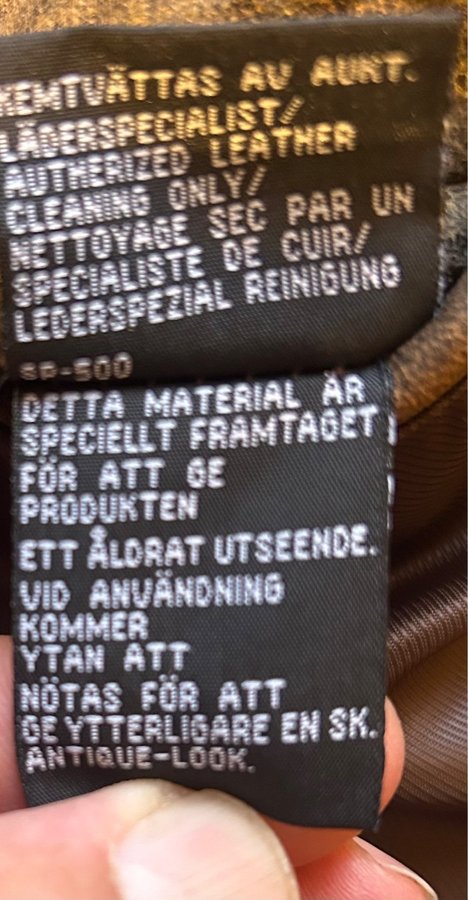 KEMTVÄTTAS AV AUKT.
LÄDERSPECIALIST/
AUTHERIZED LEATHER
CLEANING ONLY/
NETTOYAGE SEC PAR UN
SPECIALISTE DE CUIR/
LEDERSPEZIAL REINIGUNG
SP-500
DETTA MATERIAL ÄR
SPECIELLT FRAMTAGET
FÖR ATT GE
PRODUKTEN
ETT ÅLDRAT UTSEENDE.
VID ANVÄNDNING
KOMMER
YTAN ATT
NÖTAS FÖR ATT
GE YTTERLIGARE EN SK.
ANTIQUE-LOOK.